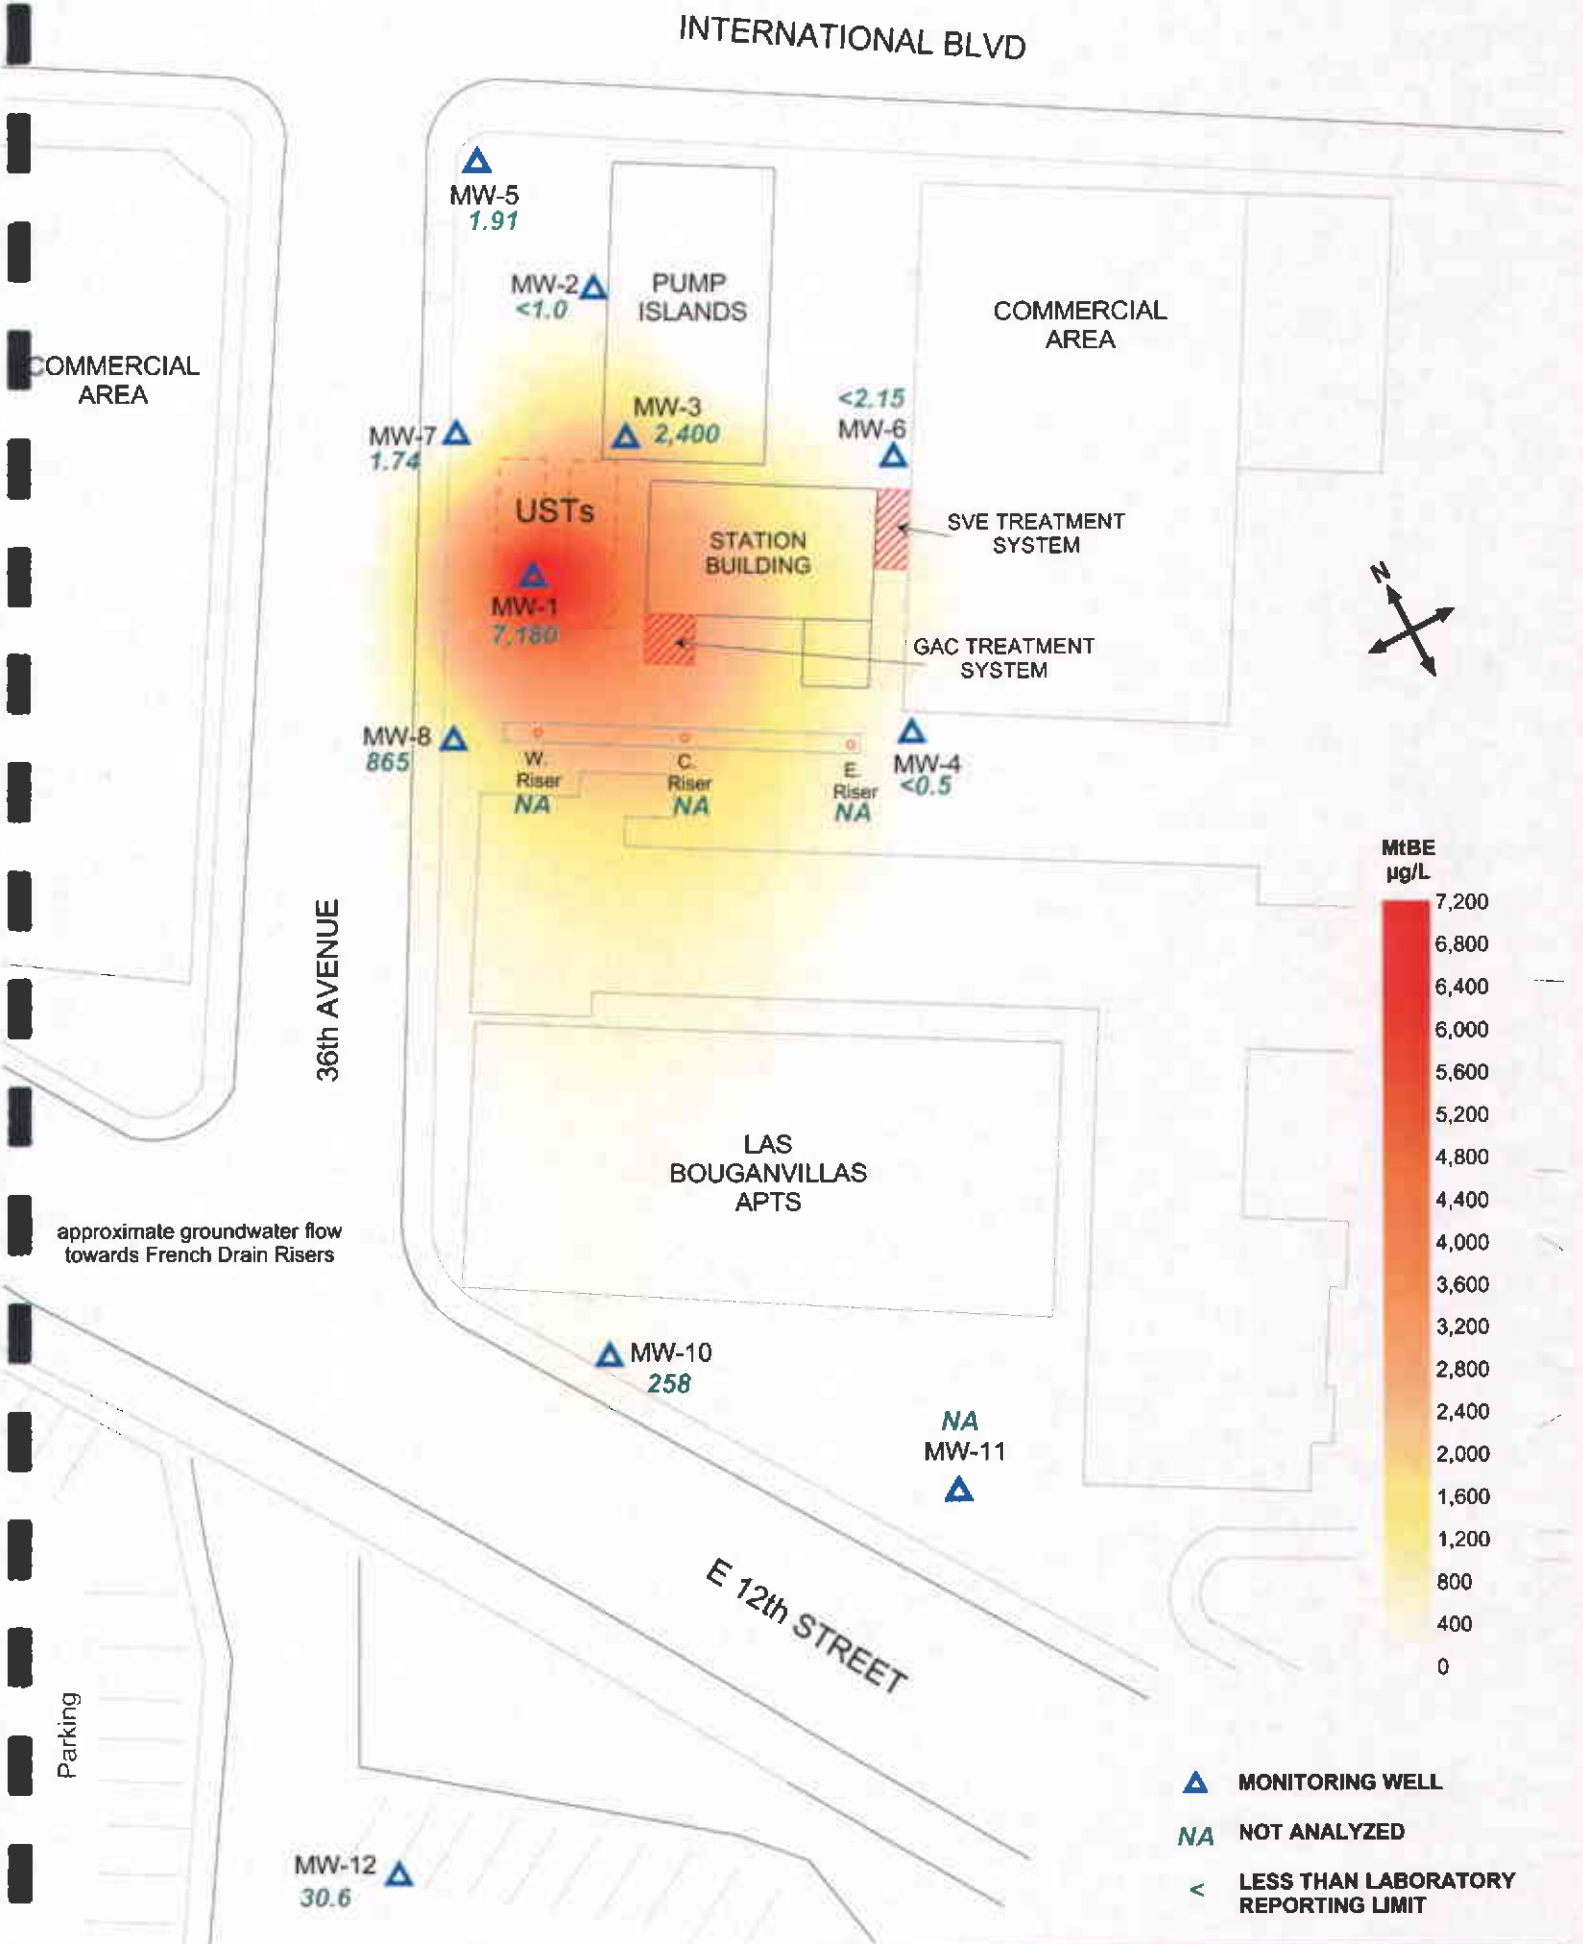 INTERNATIONAL BLVD
MW-5
1.91
MW-2
<1.0
PUMP
ISLANDS
COMMERCIAL
AREA
COMMERCIAL
AREA
MW-3
2,400
<2.15
MW-6
MW-7
1.74
USTs
STATION
BUILDING
SVE TREATMENT
SYSTEM
MW-1
7,180
GAC TREATMENT
SYSTEM
N
MW-8
865
W.
Riser
NA
C.
Riser
NA
E.
Riser
NA
MW-4
<0.5
MtBE
µg/L
7,200
6,800
6,400
6,000
5,600
5,200
4,800
4,400
4,000
3,600
3,200
2,800
2,400
2,000
1,600
1,200
800
400
0
36th AVENUE
LAS
BOUGANVILLAS
APTS
approximate groundwater flow
towards French Drain Risers
MW-10
258
NA
MW-11
E 12th STREET
Parking
MW-12
30.6
MONITORING WELL
NA NOT ANALYZED
< LESS THAN LABORATORY
REPORTING LIMIT